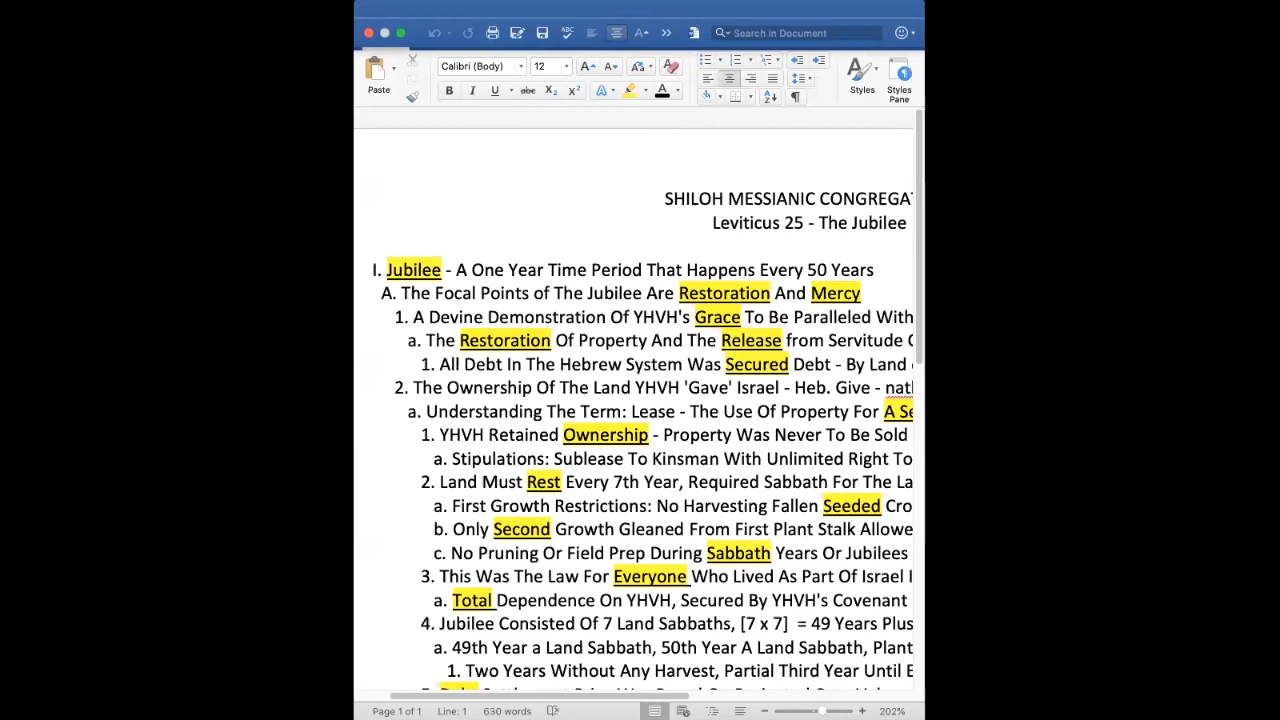 Search in Document
Calibri (Body) 12
Paste
Styles
Styles Pane
SHILOH MESSIANIC CONGREGAT
Leviticus 25 - The Jubilee
I. Jubilee - A One Year Time Period That Happens Every 50 Years
A. The Focal Points of The Jubilee Are Restoration And Mercy
1. A Devine Demonstration Of YHVH's Grace To Be Paralleled With
a. The Restoration Of Property And The Release from Servitude
1. All Debt In The Hebrew System Was Secured Debt - By Land
2. The Ownership Of The Land YHVH 'Gave' Israel - Heb. Give -
a. Understanding The Term: Lease - The Use Of Property For A Se
1. YHVH Retained Ownership - Property Was Never To Be Sold
a. Stipulations: Sublease To Kinsman With Unlimited Right To
2. Land Must Rest Every 7th Year, Required Sabbath For The La
a. First Growth Restrictions: No Harvesting Fallen Seeded Cro
b. Only Second Growth Gleaned From First Plant Stalk Allowe
c. No Pruning Or Field Prep During Sabbath Years Or Jubilees
3. This Was The Law For Everyone Who Lived As Part Of Israel
a. Total Dependence On YHVH, Secured By YHVH's Covenant
4. Jubilee Consisted Of 7 Land Sabbaths, [7 x 7] = 49 Years Plus
a. 49th Year a Land Sabbath, 50th Year A Land Sabbath, Plant
1. Two Years Without Any Harvest, Partial Third Year Until
Page 1 of 1 Line: 1 630 words 202%